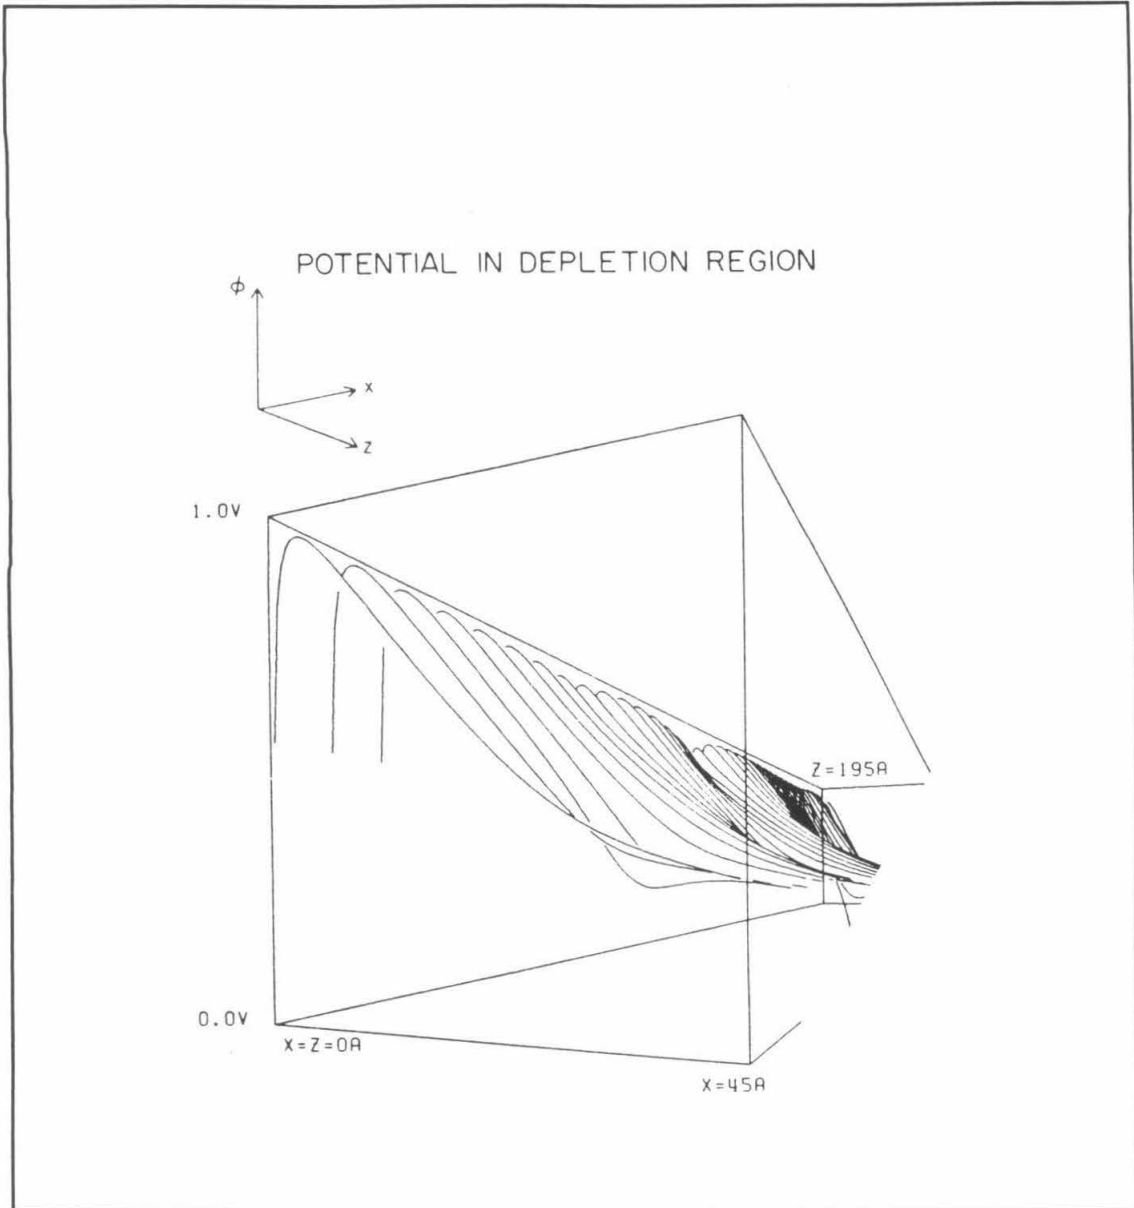 POTENTIAL IN DEPLETION REGION
ϕ
x
z
1.0V
Z=195A
0.0V
X=Z=0A
X=45A